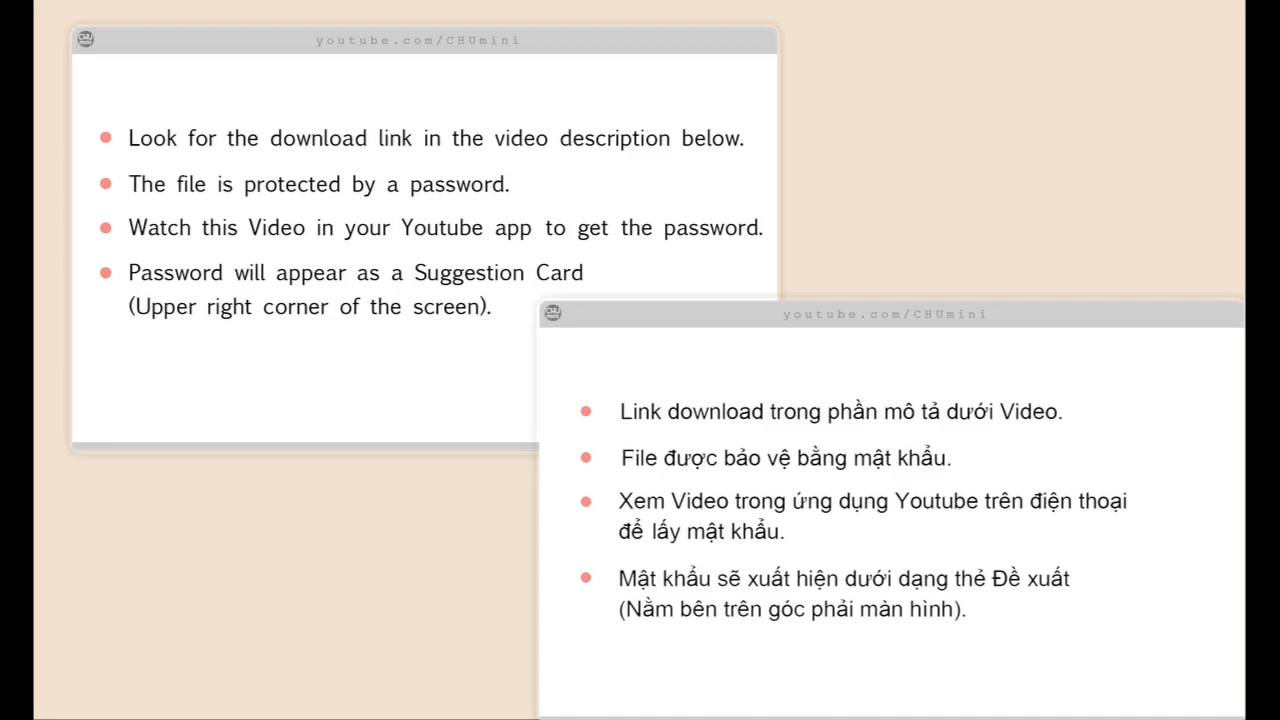 youtube.com/CHUmini
Look for the download link in the video description below.
The file is protected by a password.
Watch this Video in your Youtube app to get the password.
Password will appear as a Suggestion Card
(Upper right corner of the screen).
youtube.com/CHUmini
Link download trong phần mô tả dưới Video.
File được bảo vệ bằng mật khẩu.
Xem Video trong ứng dụng Youtube trên điện thoại
để lấy mật khẩu.
Mật khẩu sẽ xuất hiện dưới dạng thẻ Đề xuất
(Nằm bên trên góc phải màn hình).